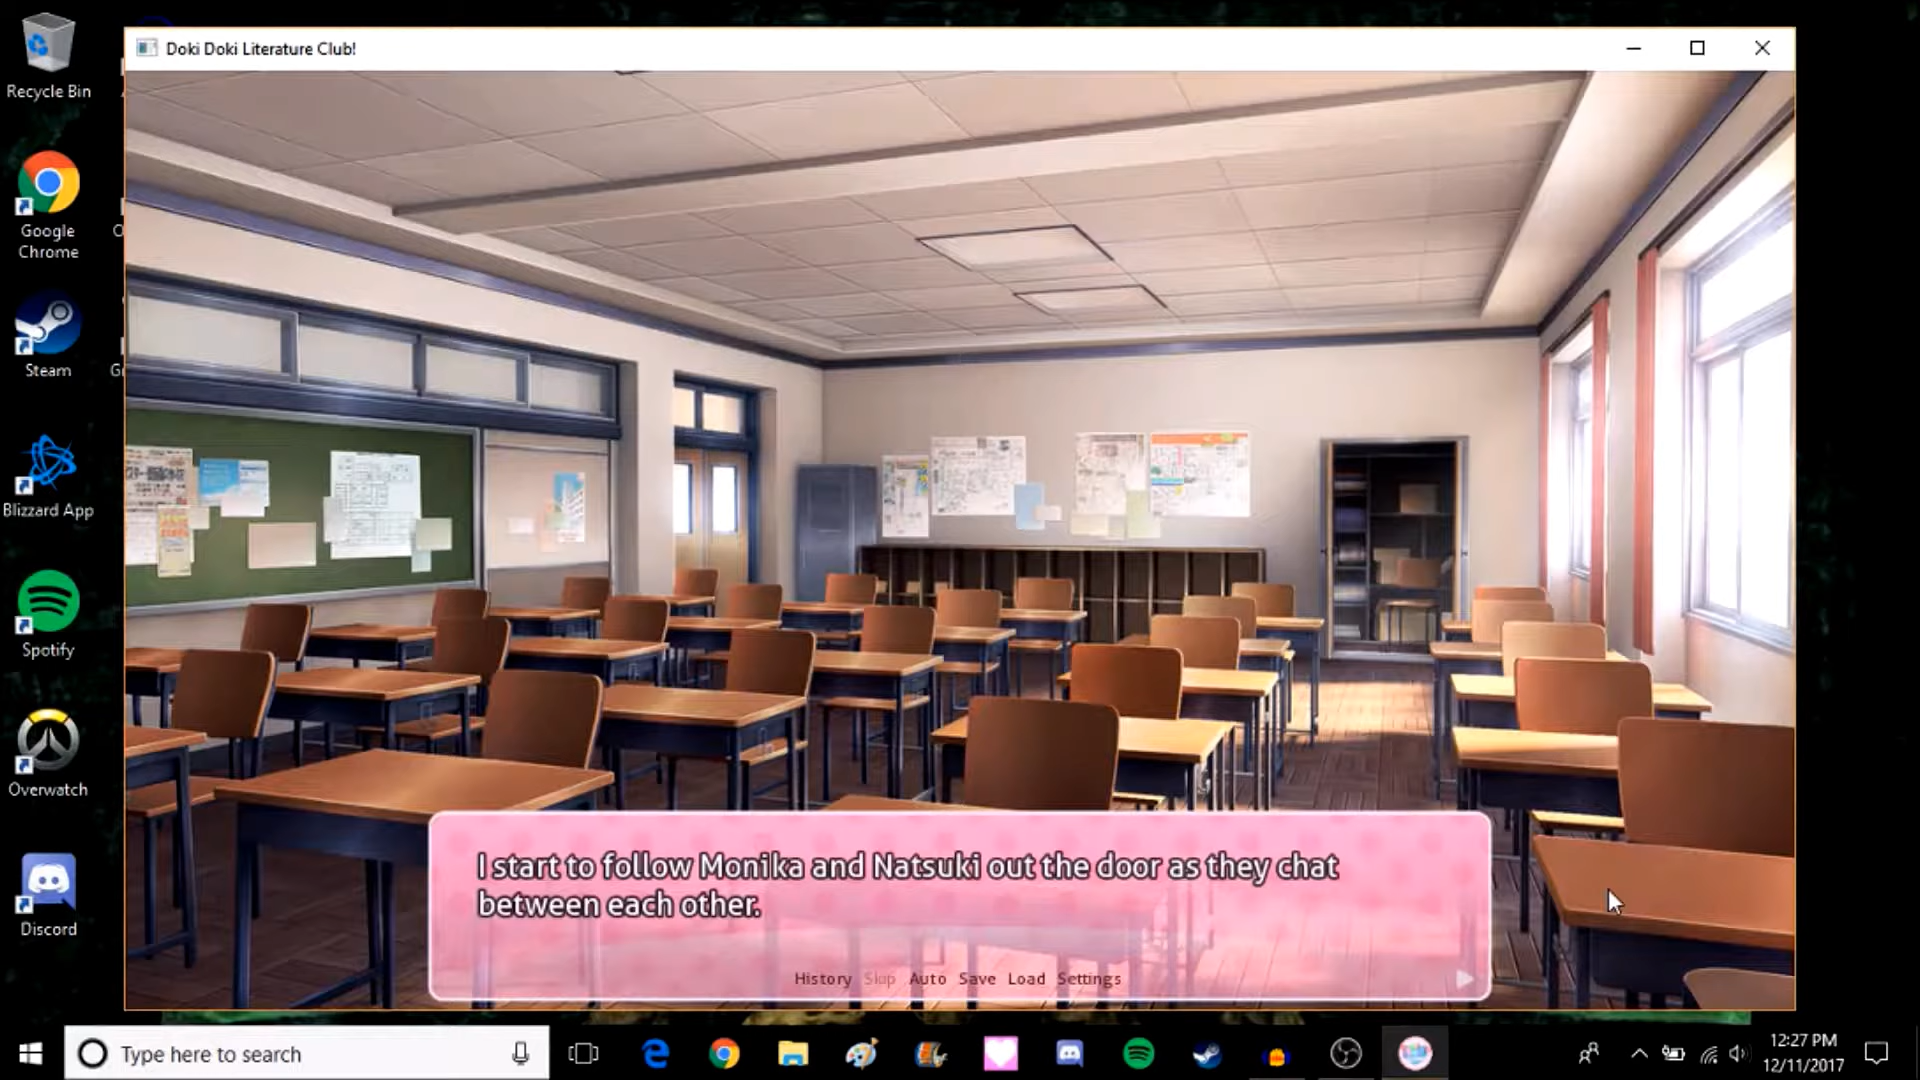 Doki Doki Literature Club!
Recycle Bin
Google
Chrome
Steam
Blizzard App
Spotify
Overwatch
Discord
I start to follow Monika and Natsuki out the door as they chat
between each other.
History Skip Auto Save Load Settings
Type here to search
12:27 PM
12/11/2017